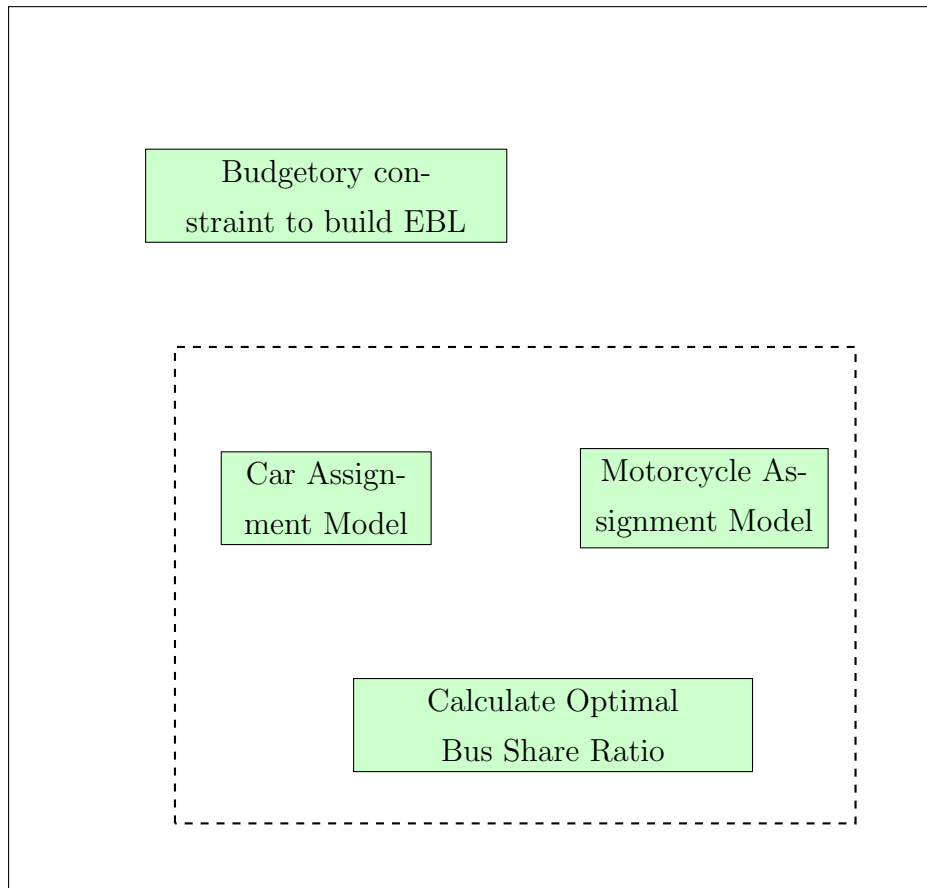 Budgetory con-
straint to build EBL
Car Assign-
ment Model
Motorcycle As-
signment Model
Calculate Optimal
Bus Share Ratio